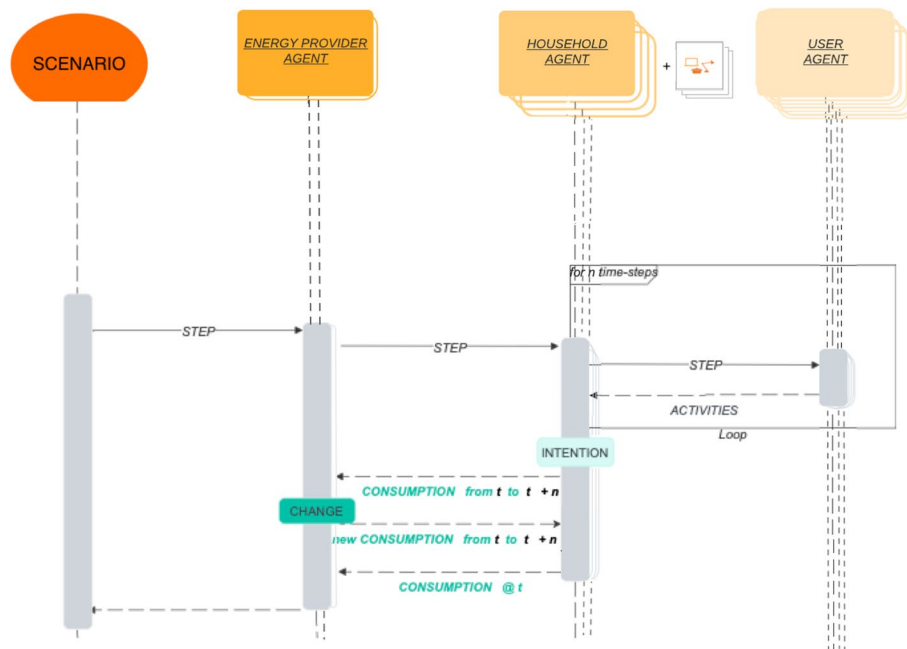 SCENARIO
ENERGY PROVIDER
AGENT
HOUSEHOLD
AGENT
+
USER
AGENT
for n time-steps
STEP
STEP
STEP
ACTIVITIES
Loop
INTENTION
CONSUMPTION from t to t + n
CHANGE
new CONSUMPTION from t to t + n
CONSUMPTION @ t